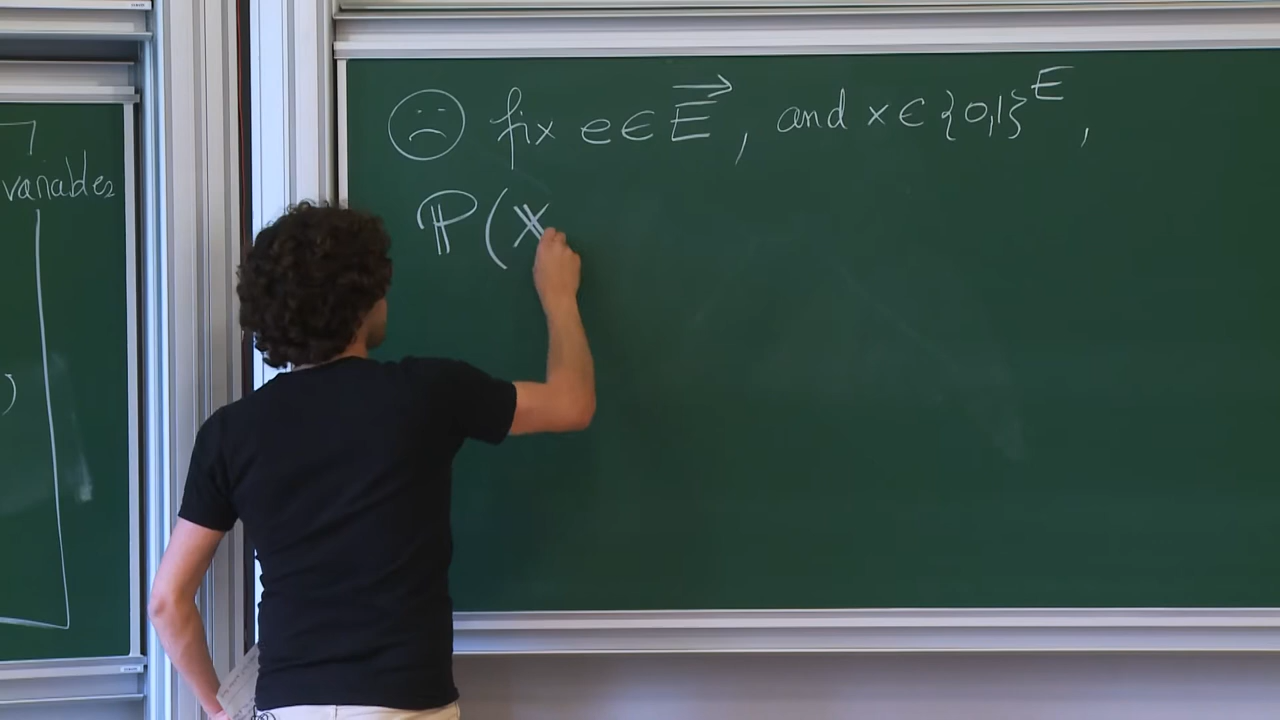 variables
)
fix e ∈ E⃗, and x ∈ {0,1}^E,
ℙ(X